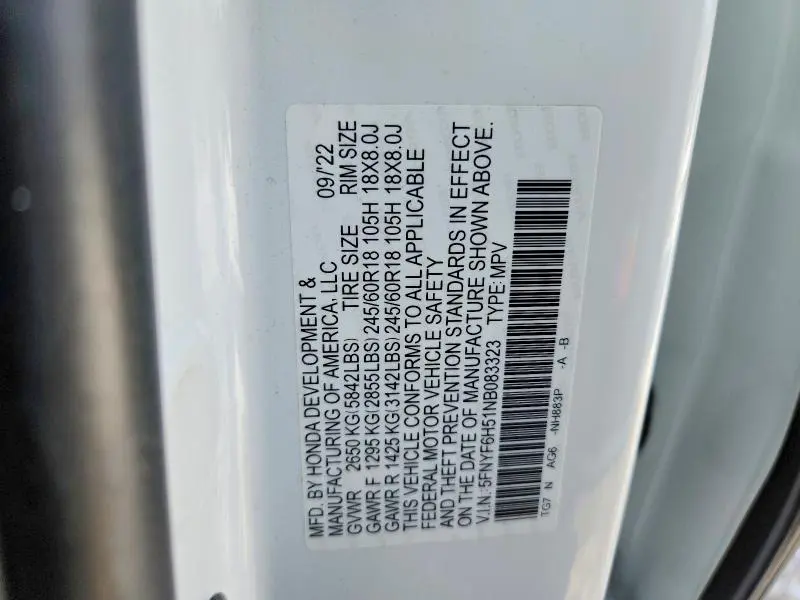 MFD. BY HONDA DEVELOPMENT &
MANUFACTURING OF AMERICA, LLC 09/'22
GVWR 2650 KG(5842LBS) TIRE SIZE RIM SIZE
GAWR F 1295 KG(2855LBS) 245/60R18 105H 18X8.0J
GAWR R 1425 KG(3142LBS) 245/60R18 105H 18X8.0J
THIS VEHICLE CONFORMS TO ALL APPLICABLE
FEDERAL MOTOR VEHICLE SAFETY
AND THEFT PREVENTION STANDARDS IN EFFECT
ON THE DATE OF MANUFACTURE SHOWN ABOVE.
V.I.N.:5FNYF6H51NB083323 TYPE:MPV
TG7 N AG6 -NH883P -A -B